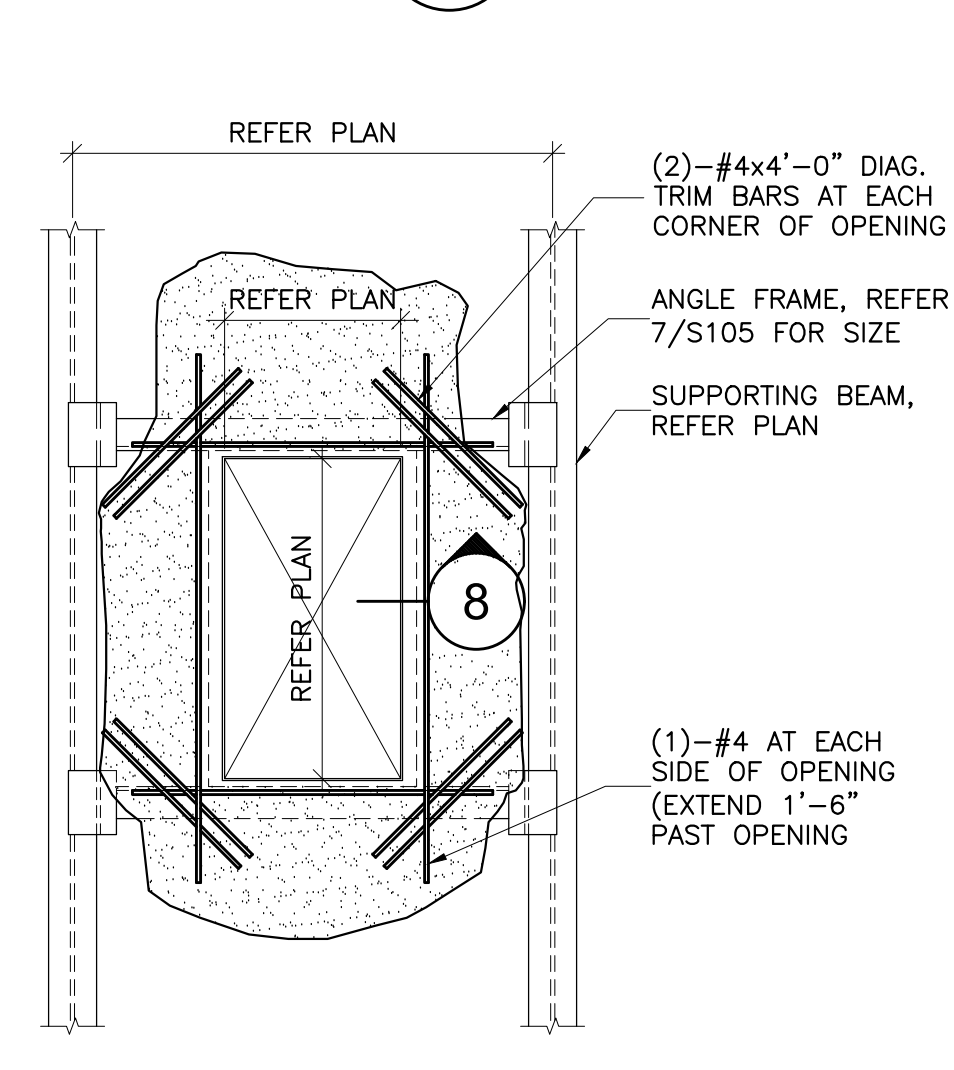 REFER PLAN
(2)-#4x4'-0" DIAG.
TRIM BARS AT EACH
CORNER OF OPENING
REFER PLAN
ANGLE FRAME, REFER
7/S105 FOR SIZE
SUPPORTING BEAM,
REFER PLAN
REFER PLAN
8
(1)-#4 AT EACH
SIDE OF OPENING
(EXTEND 1'-6"
PAST OPENING